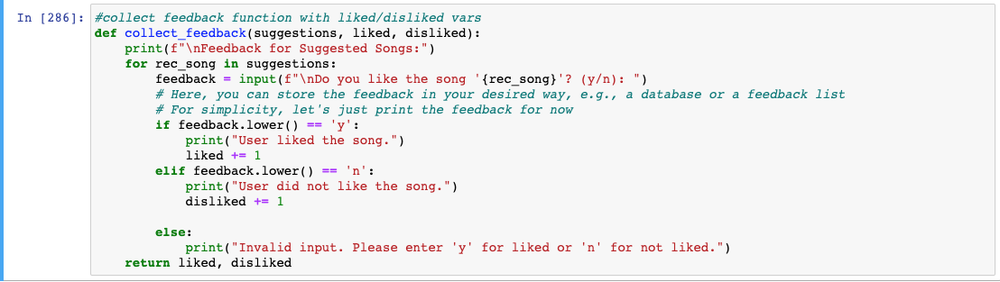 In [286]: #collect feedback function with liked/disliked vars
def collect_feedback(suggestions, liked, disliked):
    print(f"\nFeedback for Suggested Songs:")
    for rec_song in suggestions:
        feedback = input(f"\nDo you like the song '{rec_song}'? (y/n): ")
        # Here, you can store the feedback in your desired way, e.g., a database or a feedback list
        # For simplicity, let's just print the feedback for now
        if feedback.lower() == 'y':
            print("User liked the song.")
            liked += 1
        elif feedback.lower() == 'n':
            print("User did not like the song.")
            disliked += 1

        else:
            print("Invalid input. Please enter 'y' for liked or 'n' for not liked.")
    return liked, disliked